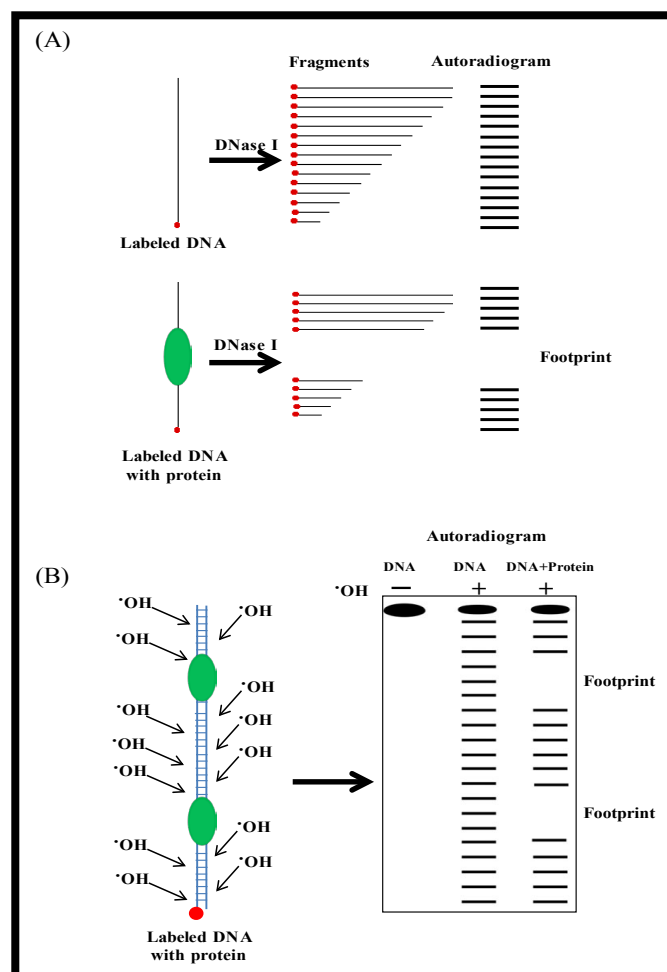 (A)
Fragments
Autoradiogram
DNase I
Labeled DNA
DNase I
Footprint
Labeled DNA
with protein
(B)
Autoradiogram
DNA DNA DNA+Protein
·OH − + +
·OH ·OH
·OH
·OH
·OH ·OH
·OH ·OH
·OH
·OH
·OH ·OH
·OH
Footprint
Footprint
Labeled DNA
with protein